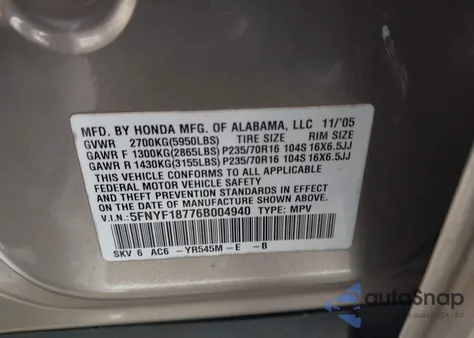 MFD. BY HONDA MFG. OF ALABAMA, LLC 11/'05
GVWR 2700KG(5950LBS) TIRE SIZE RIM SIZE
GAWR F 1300KG(2865LBS) P235/70R16 104S 16X6.5JJ
GAWR R 1430KG(3155LBS) P235/70R16 104S 16X6.5JJ
THIS VEHICLE CONFORMS TO ALL APPLICABLE
FEDERAL MOTOR VEHICLE SAFETY, BUMPER,
AND THEFT PREVENTION STANDARDS IN EFFECT
ON THE DATE OF MANUFACTURE SHOWN ABOVE.
V.I.N.: 5FNYF18776B004940 TYPE: MPV
SKV 6 AC6 -YR545M -E -B
autoSnap